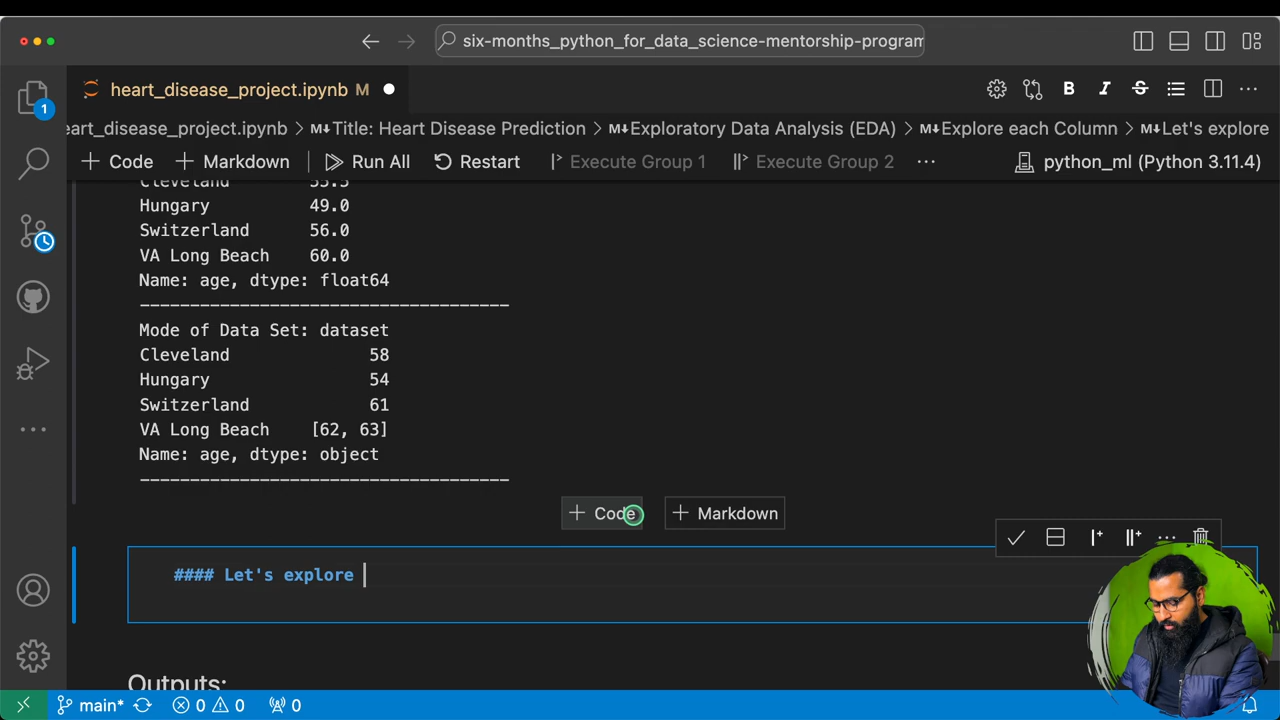 six-months_python_for_data_science-mentorship-program
heart_disease_project.ipynb M
eart_disease_project.ipynb > M↓Title: Heart Disease Prediction > M↓Exploratory Data Analysis (EDA) > M↓Explore each Column > M↓Let's explore
+ Code + Markdown Run All Restart Execute Group 1 Execute Group 2 ... python_ml (Python 3.11.4)
Cleveland 53.5
Hungary 49.0
Switzerland 56.0
VA Long Beach 60.0
Name: age, dtype: float64
-------------------------------------
Mode of Data Set: dataset
Cleveland 58
Hungary 54
Switzerland 61
VA Long Beach [62, 63]
Name: age, dtype: object
-------------------------------------
+ Code + Markdown
#### Let's explore
Outputs:
1
B I S
main* 0 0 0